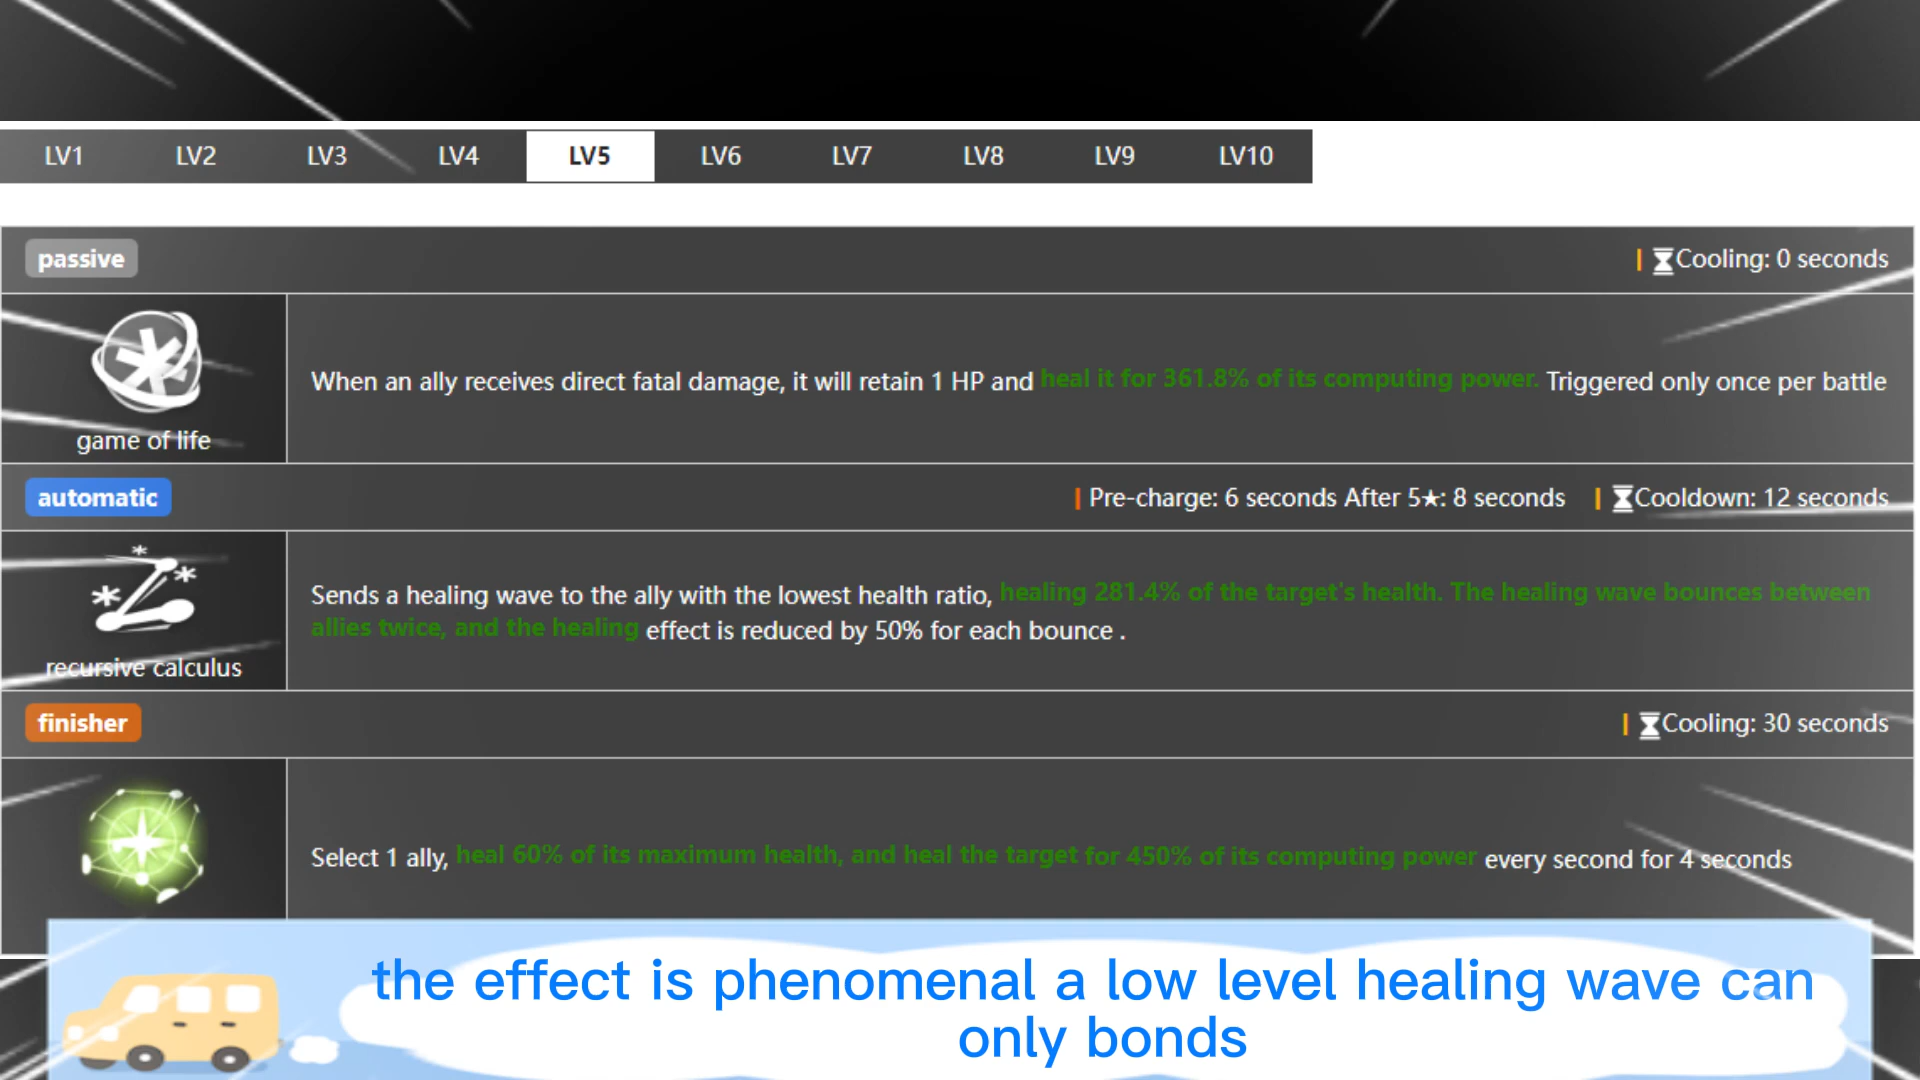 LV1 LV2 LV3 LV4 LV5 LV6 LV7 LV8 LV9 LV10
passive Cooling: 0 seconds
When an ally receives direct fatal damage, it will retain 1 HP and heal it for 361.8% of its computing power. Triggered only once per battle
game of life
automatic Pre-charge: 6 seconds After 5★: 8 seconds Cooldown: 12 seconds
Sends a healing wave to the ally with the lowest health ratio, healing 281.4% of the target's health. The healing wave bounces between
allies twice, and the healing effect is reduced by 50% for each bounce .
recursive calculus
finisher Cooling: 30 seconds
Select 1 ally, heal 60% of its maximum health, and heal the target for 450% of its computing power every second for 4 seconds
the effect is phenomenal a low level healing wave can
only bonds